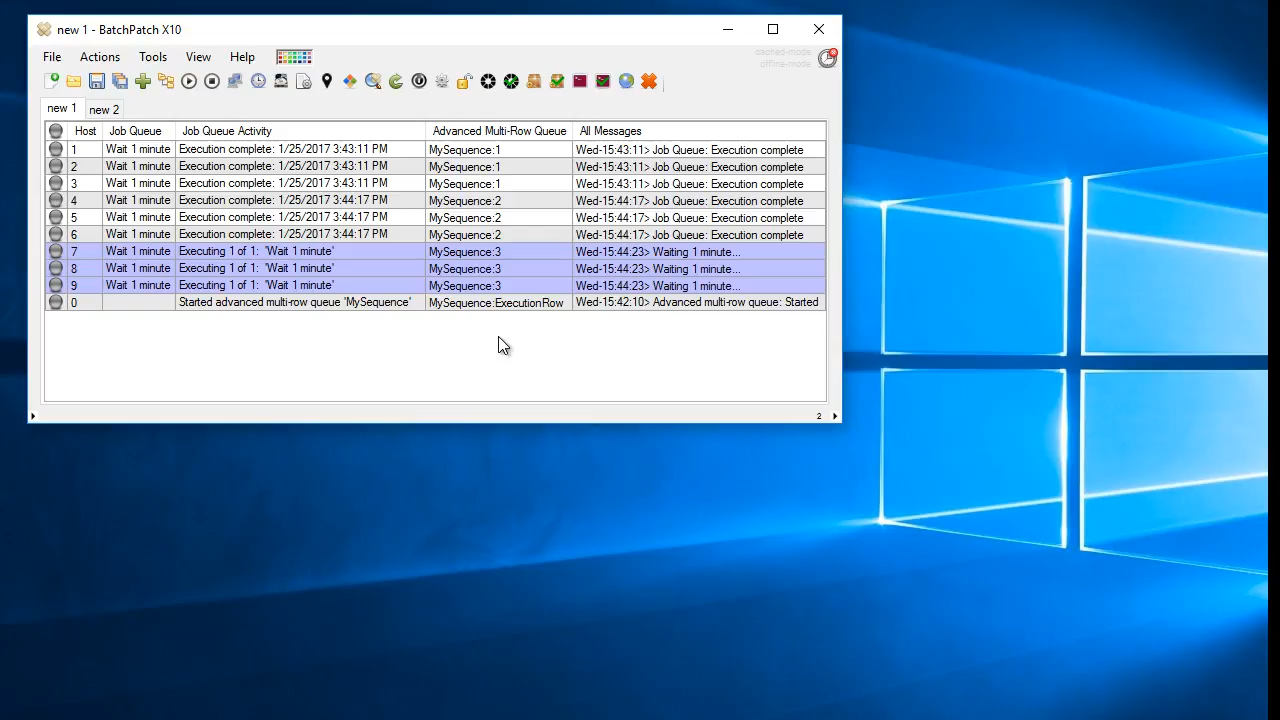 new 1 - BatchPatch X10
File Actions Tools View Help
cached-mode
offline-mode
new 1 new 2
Host Job Queue Job Queue Activity Advanced Multi-Row Queue All Messages
1 Wait 1 minute Execution complete: 1/25/2017 3:43:11 PM MySequence:1 Wed-15:43:11> Job Queue: Execution complete
2 Wait 1 minute Execution complete: 1/25/2017 3:43:11 PM MySequence:1 Wed-15:43:11> Job Queue: Execution complete
3 Wait 1 minute Execution complete: 1/25/2017 3:43:11 PM MySequence:1 Wed-15:43:11> Job Queue: Execution complete
4 Wait 1 minute Execution complete: 1/25/2017 3:44:17 PM MySequence:2 Wed-15:44:17> Job Queue: Execution complete
5 Wait 1 minute Execution complete: 1/25/2017 3:44:17 PM MySequence:2 Wed-15:44:17> Job Queue: Execution complete
6 Wait 1 minute Execution complete: 1/25/2017 3:44:17 PM MySequence:2 Wed-15:44:17> Job Queue: Execution complete
7 Wait 1 minute Executing 1 of 1: 'Wait 1 minute' MySequence:3 Wed-15:44:23> Waiting 1 minute...
8 Wait 1 minute Executing 1 of 1: 'Wait 1 minute' MySequence:3 Wed-15:44:23> Waiting 1 minute...
9 Wait 1 minute Executing 1 of 1: 'Wait 1 minute' MySequence:3 Wed-15:44:23> Waiting 1 minute...
0 Started advanced multi-row queue 'MySequence' MySequence:ExecutionRow Wed-15:42:10> Advanced multi-row queue: Started
2